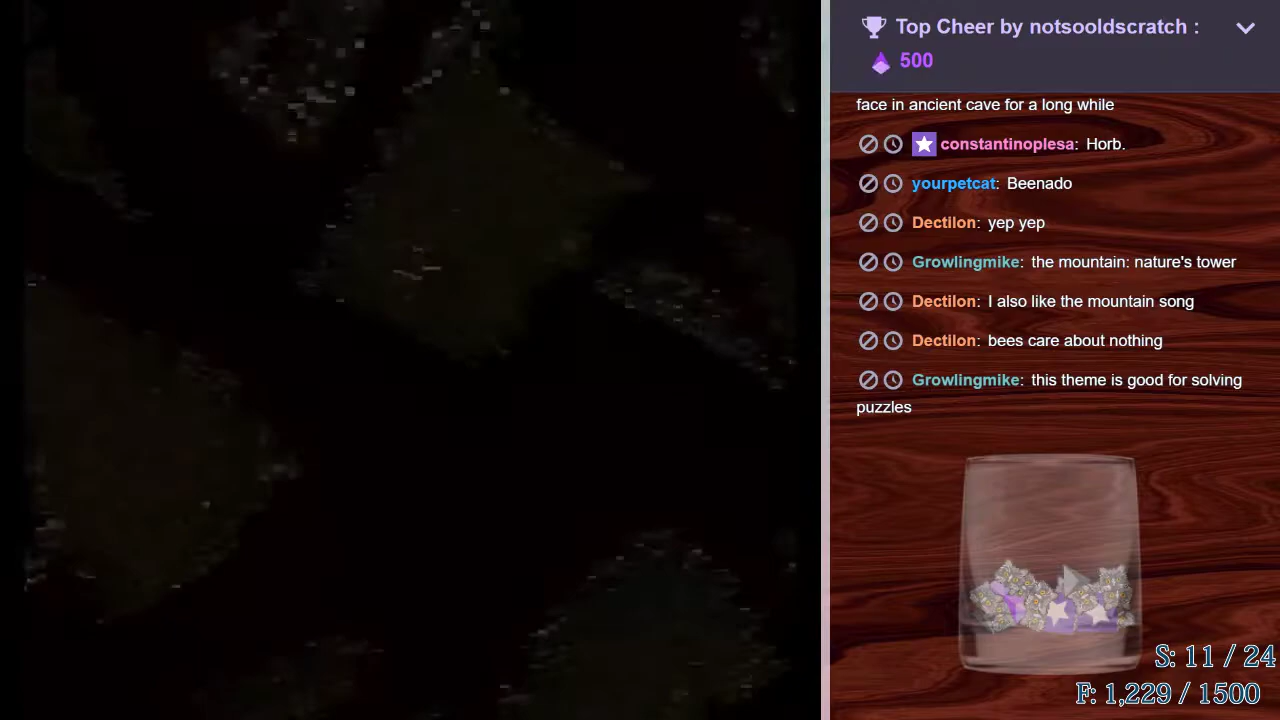 Top Cheer by notsooldscratch :
500
face in ancient cave for a long while
constantinoplesa: Horb.
yourpetcat: Beenado
Dectilon: yep yep
Growlingmike: the mountain: nature's tower
Dectilon: I also like the mountain song
Dectilon: bees care about nothing
Growlingmike: this theme is good for solving
puzzles
S: 11 / 24
F: 1,229 / 1500